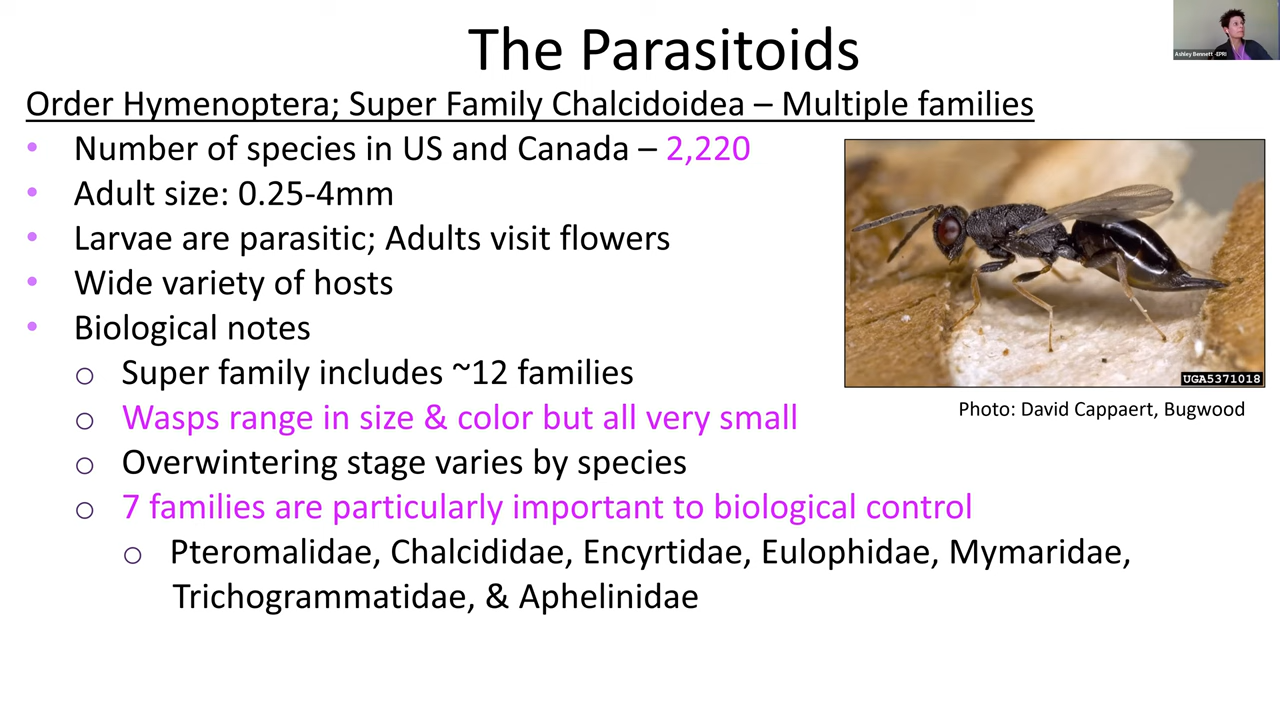 The Parasitoids
Ashley Bennett -EPRI
Order Hymenoptera; Super Family Chalcidoidea – Multiple families
• Number of species in US and Canada – 2,220
• Adult size: 0.25-4mm
• Larvae are parasitic; Adults visit flowers
• Wide variety of hosts
• Biological notes
o Super family includes ~12 families
o Wasps range in size & color but all very small
o Overwintering stage varies by species
o 7 families are particularly important to biological control
o Pteromalidae, Chalcididae, Encyrtidae, Eulophidae, Mymaridae,
Trichogrammatidae, & Aphelinidae
UGA5371018
Photo: David Cappaert, Bugwood